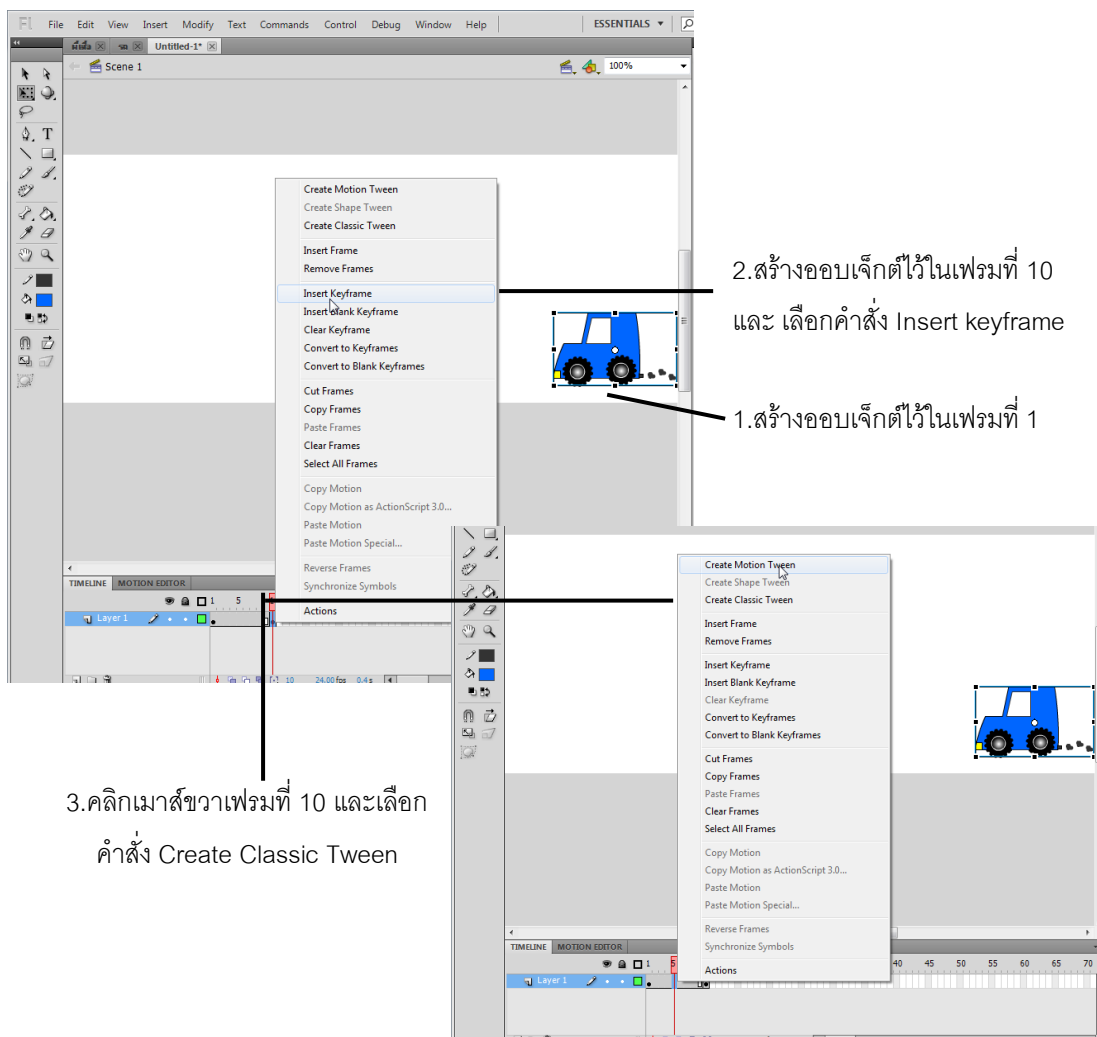 Fl File Edit View Insert Modify Text Commands Control Debug Window Help ESSENTIALS
Untitled-1*
Scene 1 100%
Create Motion Tween
Create Shape Tween
Create Classic Tween
Insert Frame
Remove Frames
Insert Keyframe
Insert Blank Keyframe
Clear Keyframe
Convert to Keyframes
Convert to Blank Keyframes
Cut Frames
Copy Frames
Paste Frames
Clear Frames
Select All Frames
Copy Motion
Copy Motion as ActionScript 3.0...
Paste Motion
Paste Motion Special...
Reverse Frames
Synchronize Symbols
Actions
TIMELINE MOTION EDITOR
1 5
Layer 1
10 24.00 fps 0.4 s
2.สร้างออบเจ็กต์ไว้ในเฟรมที่ 10
และ เลือกคำสั่ง Insert keyframe
1.สร้างออบเจ็กต์ไว้ในเฟรมที่ 1
Create Motion Tween
Create Shape Tween
Create Classic Tween
Insert Frame
Remove Frames
Insert Keyframe
Insert Blank Keyframe
Clear Keyframe
Convert to Keyframes
Convert to Blank Keyframes
Cut Frames
Copy Frames
Paste Frames
Clear Frames
Select All Frames
Copy Motion
Copy Motion as ActionScript 3.0...
Paste Motion
Paste Motion Special...
Reverse Frames
Synchronize Symbols
Actions
TIMELINE MOTION EDITOR
1 5 40 45 50 55 60 65 70
Layer 1
3.คลิกเมาส์ขวาเฟรมที่ 10 และเลือก
คำสั่ง Create Classic Tween